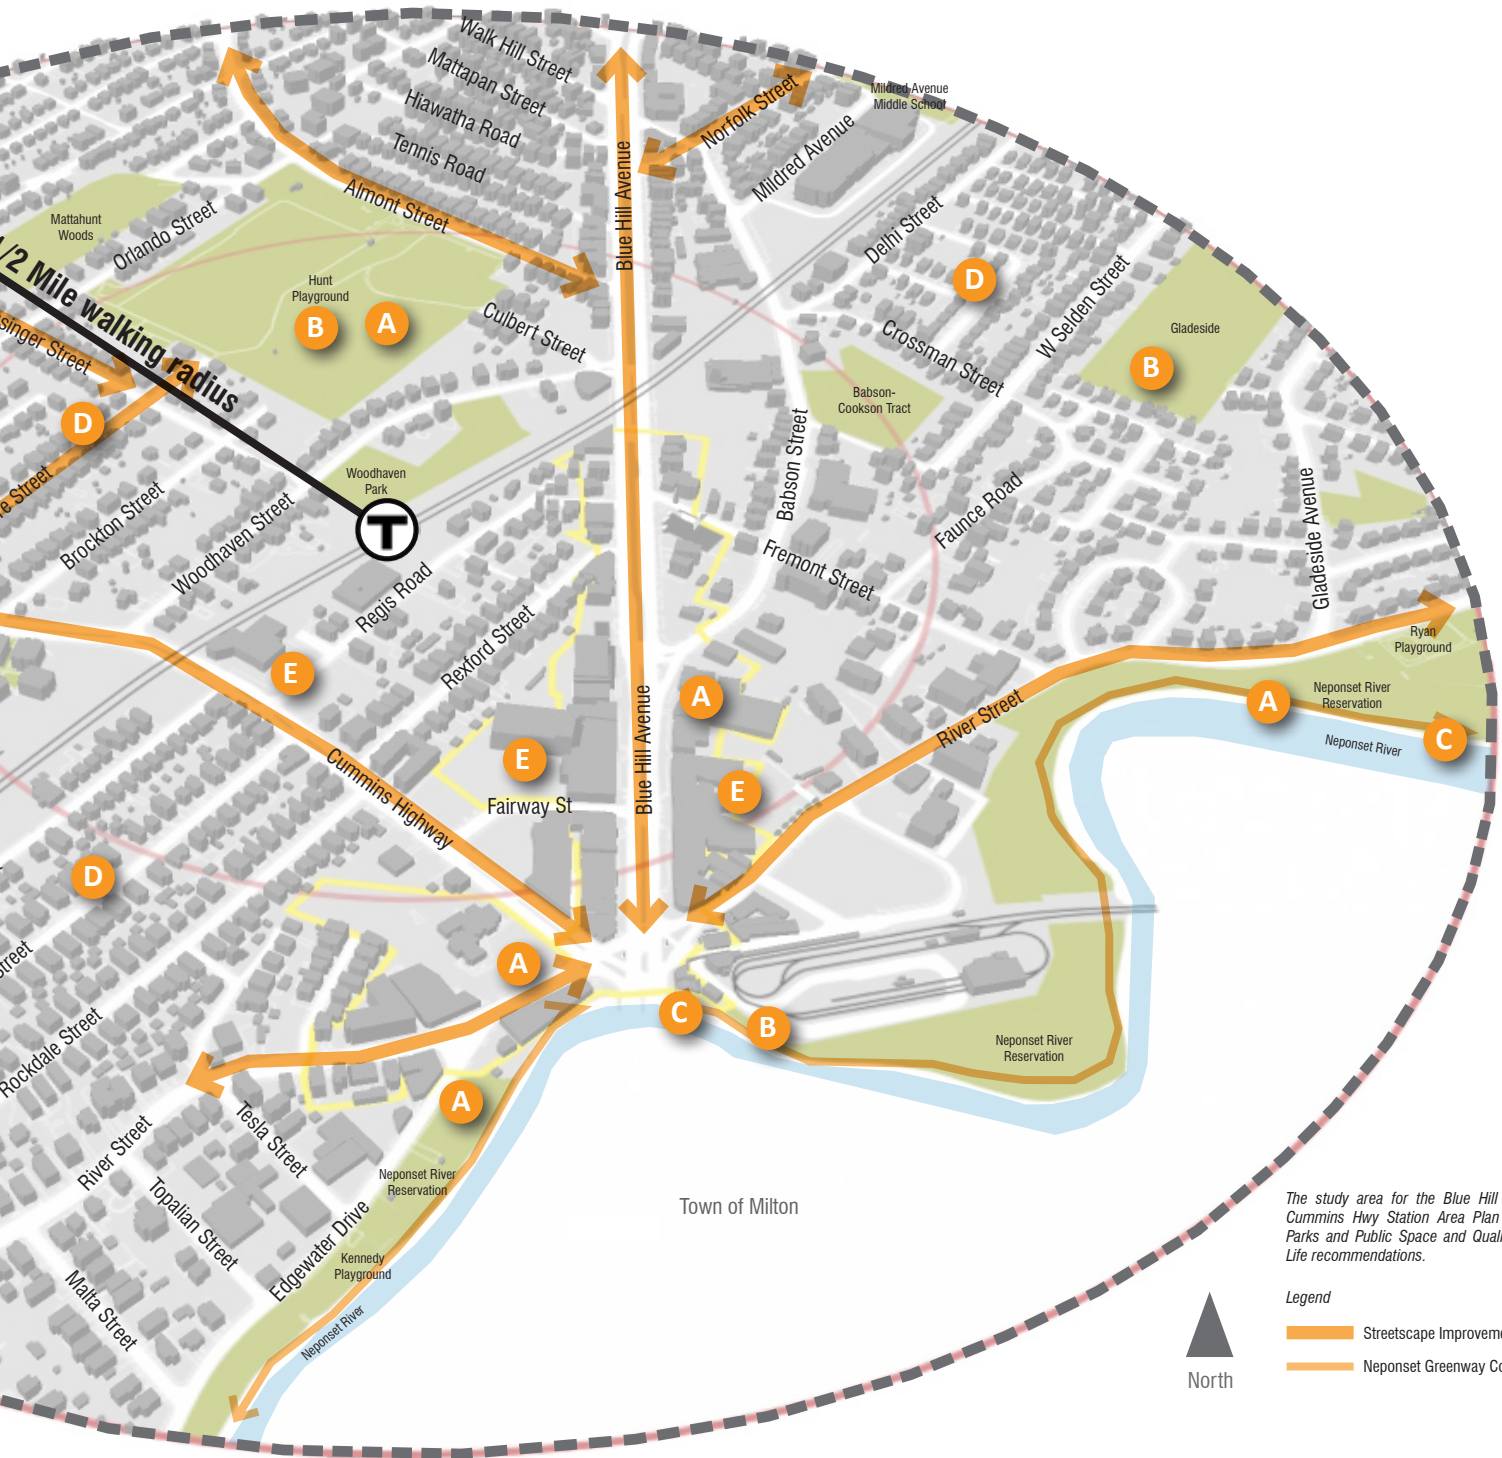 Walk Hill Street
Mattapan Street
Hiawatha Road
Tennis Road
Almont Street
Blue Hill Avenue
Norfolk Street
Mildred Avenue
Mildred Avenue
Middle School
Mattahunt
Woods
Orlando Street
Delhi Street
1/2 Mile walking radius
Hunt
Playground
B
A
D
W Selden Street
Gladeside
B
Culbert Street
Crossman Street
Babson-
Cookson Tract
D
Street
Babson Street
Woodhaven
Park
T
Brockton Street
Woodhaven Street
Faunce Road
Gladeside Avenue
Fremont Street
Regis Road
Rexford Street
Ryan
Playground
E
A
Blue Hill Avenue
River Street
A
Neponset River
Reservation
C
Neponset River
Cummins Highway
E
Fairway St
E
D
A
C
B
Neponset River
Reservation
Rockdale Street
A
River Street
Tesla Street
Neponset River
Reservation
Topalian Street
Edgewater Drive
Kennedy
Playground
Malta Street
Neponset River
Town of Milton
The study area for the Blue Hill
Cummins Hwy Station Area Plan
Parks and Public Space and Quali
Life recommendations.
Legend
Streetscape Improveme
Neponset Greenway Co
North